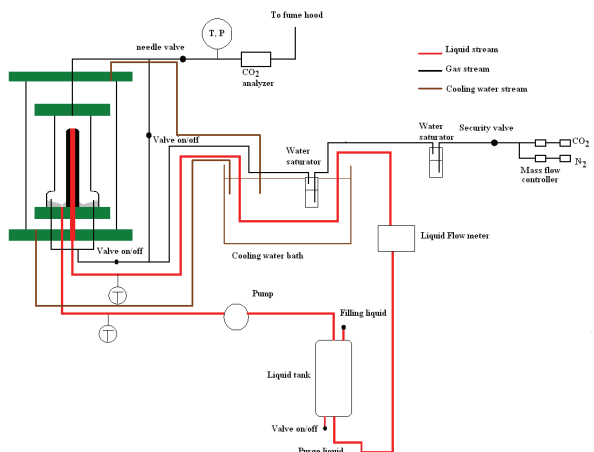 To fume hood
T, P
needle valve
CO2
analyzer
Liquid stream
Gas stream
Cooling water stream
Valve on/off
Water
saturator
Water
saturator
Security valve
CO2
N2
Mass flow
controller
Liquid Flow meter
Valve on/off
Cooling water bath
T
Pump
T
Filling liquid
Liquid tank
Valve on/off
Purge liquid